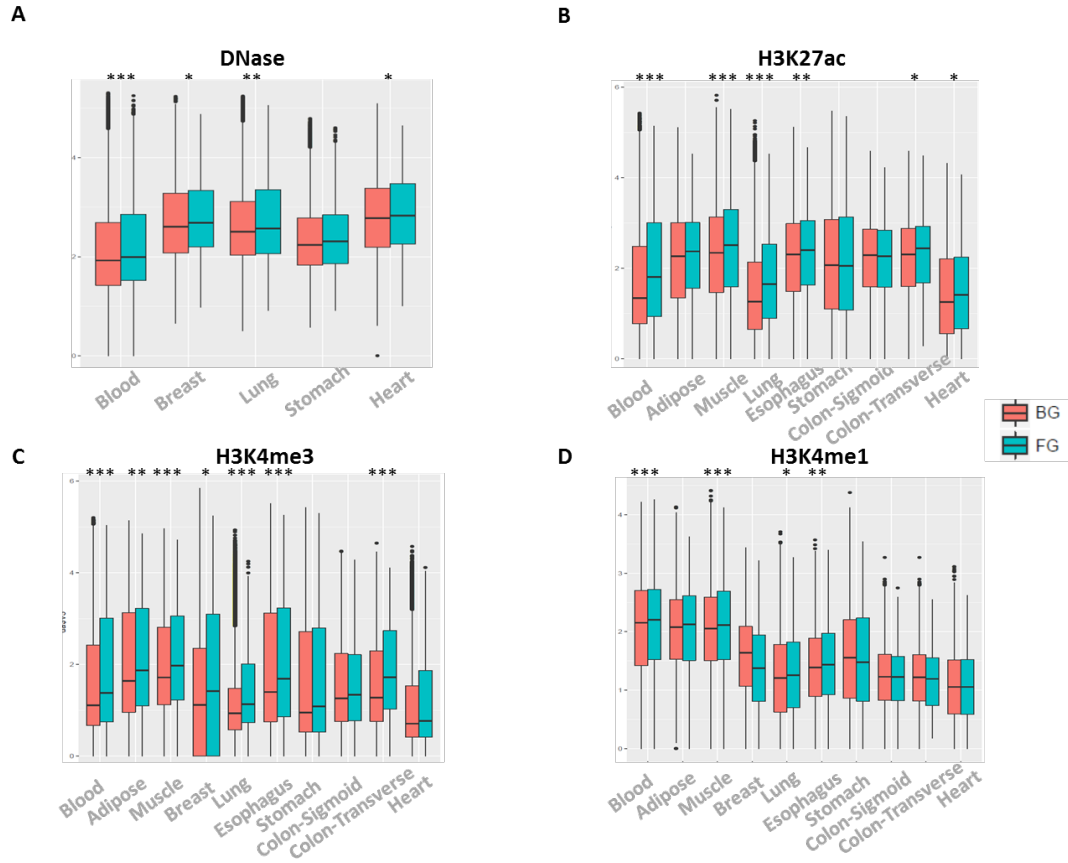 A
B
DNase
H3K27ac
*** * ** *
*** *** *** ** * *
4
2
0
6
4
2
0
Blood Breast Lung Stomach Heart
Blood Adipose Muscle Lung Esophagus Stomach Colon-Sigmoid Colon-Transverse Heart
BG
FG
C
H3K4me3
D
H3K4me1
*** ** *** * *** *** ***
*** *** * **
6
4
2
0
4
3
2
1
0
Blood Adipose Muscle Breast Lung Esophagus Stomach Colon-Sigmoid Colon-Transverse Heart
Blood Adipose Muscle Breast Lung Esophagus Stomach Colon-Sigmoid Colon-Transverse Heart